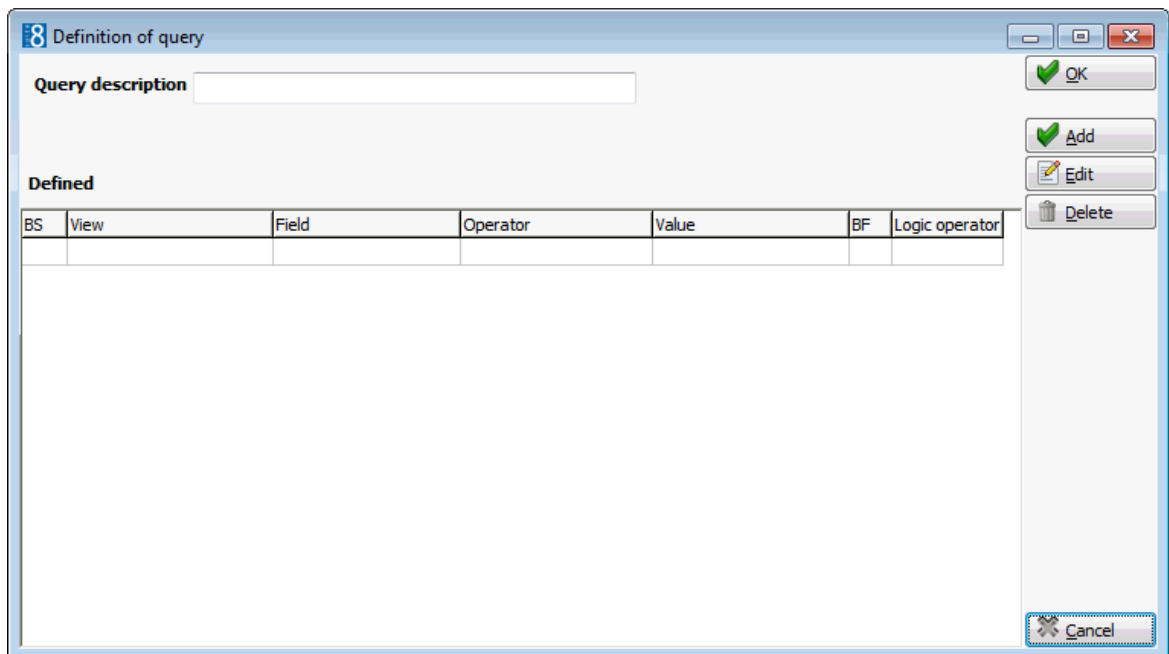 8 Definition of query
Query description
OK
Add
Edit
Delete
Defined
BS View Field Operator Value BF Logic operator
Cancel